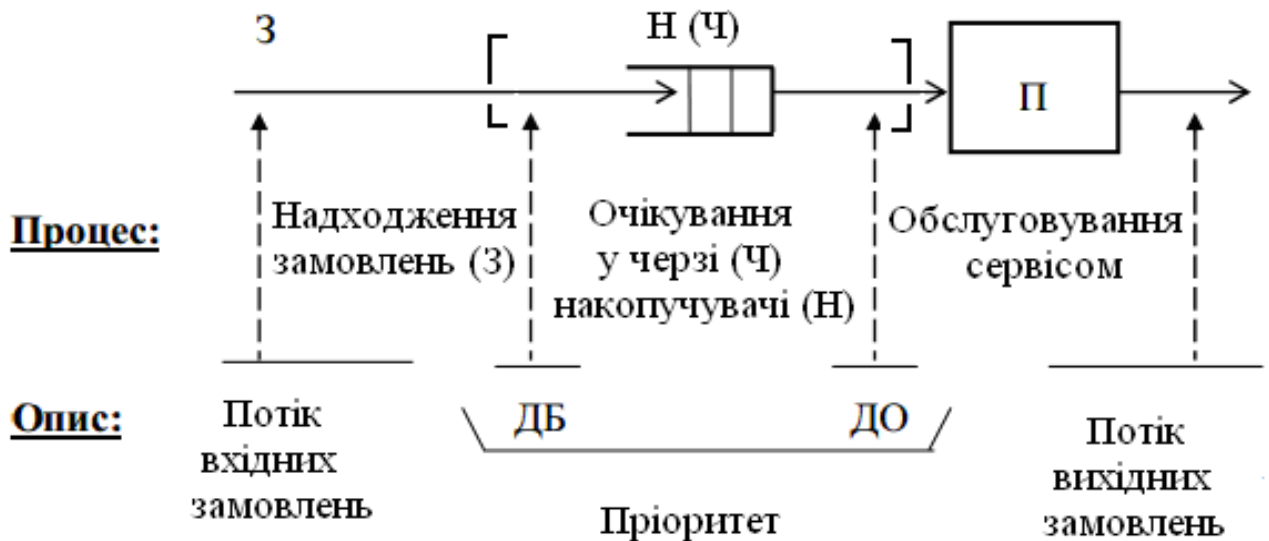 З
Н (Ч)
П
Процес:
Надходження
замовлень (З)
Очікування
у черзі (Ч)
накопучувачі (Н)
Обслуговування
сервісом
Опис:
Потік
вхідних
замовлень
ДБ
ДО
Пріоритет
Потік
вихідних
замовлень